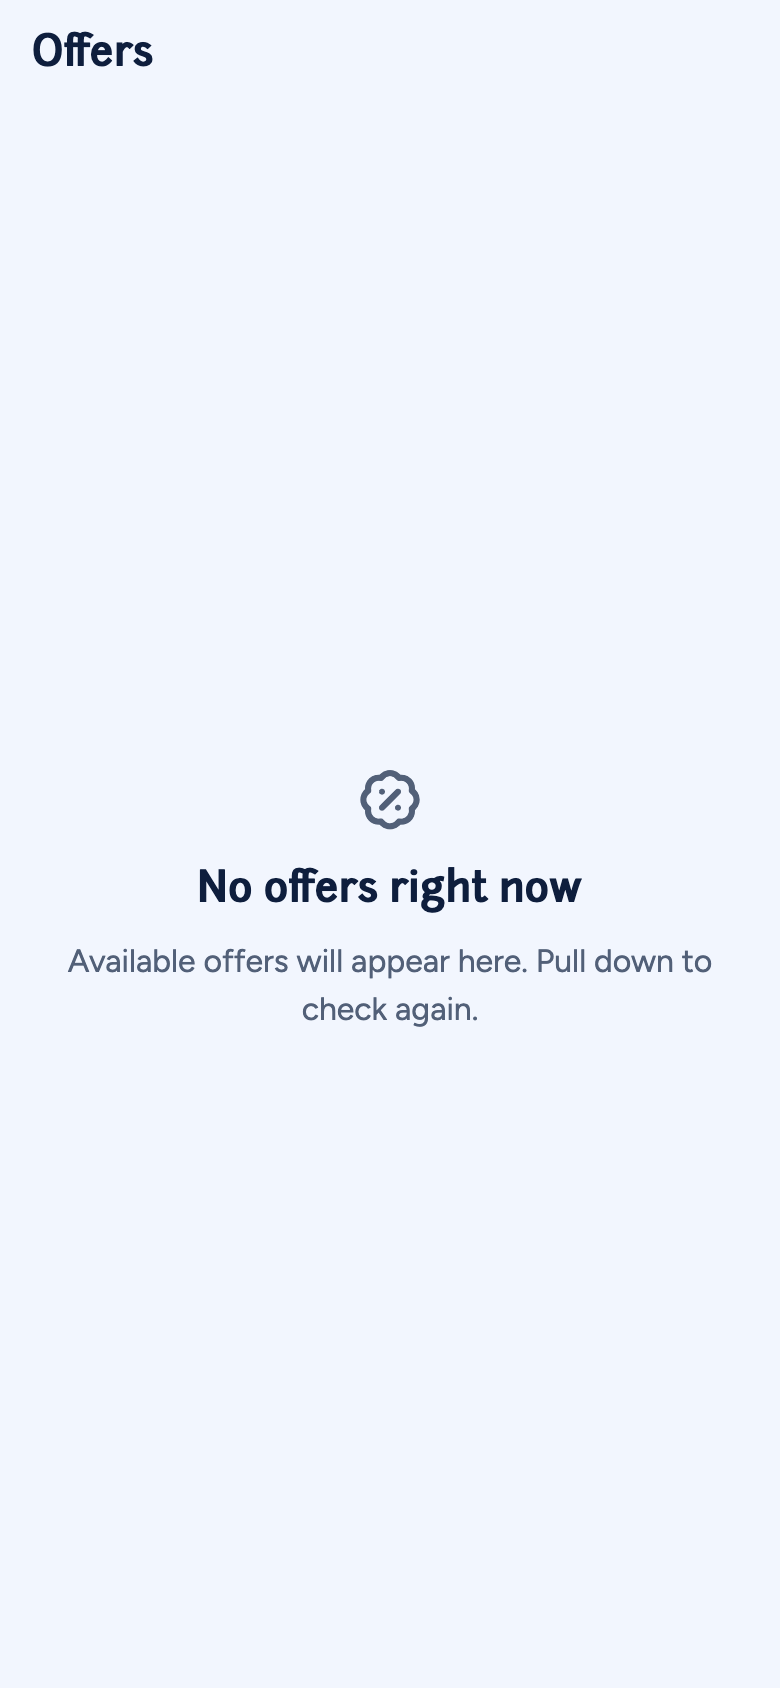 Offers
No offers right now
Available offers will appear here. Pull down to
check again.